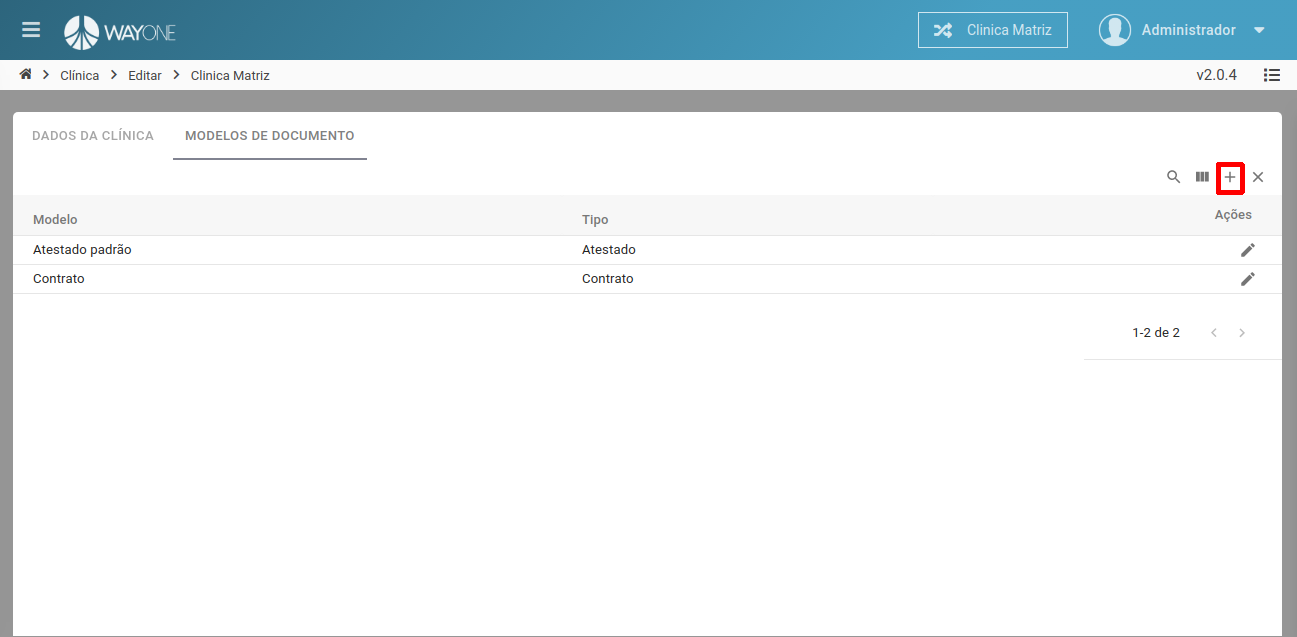 WAYONE
Clinica Matriz
Administrador
Clínica
Editar
Clinica Matriz
v2.0.4
DADOS DA CLÍNICA
MODELOS DE DOCUMENTO
Modelo
Tipo
Ações
Atestado padrão
Atestado
Contrato
Contrato
1-2 de 2